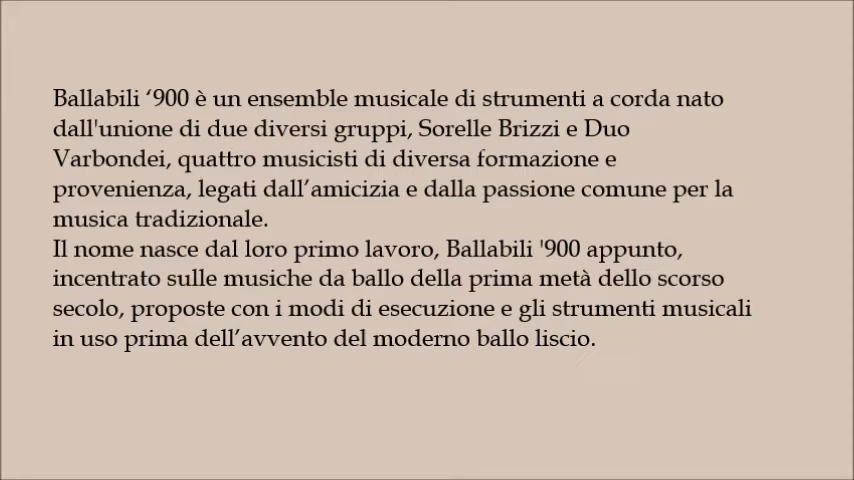 Ballabili ‘900 è un ensemble musicale di strumenti a corda nato
dall'unione di due diversi gruppi, Sorelle Brizzi e Duo
Varbondei, quattro musicisti di diversa formazione e
provenienza, legati dall’amicizia e dalla passione comune per la
musica tradizionale.
Il nome nasce dal loro primo lavoro, Ballabili '900 appunto,
incentrato sulle musiche da ballo della prima metà dello scorso
secolo, proposte con i modi di esecuzione e gli strumenti musicali
in uso prima dell’avvento del moderno ballo liscio.